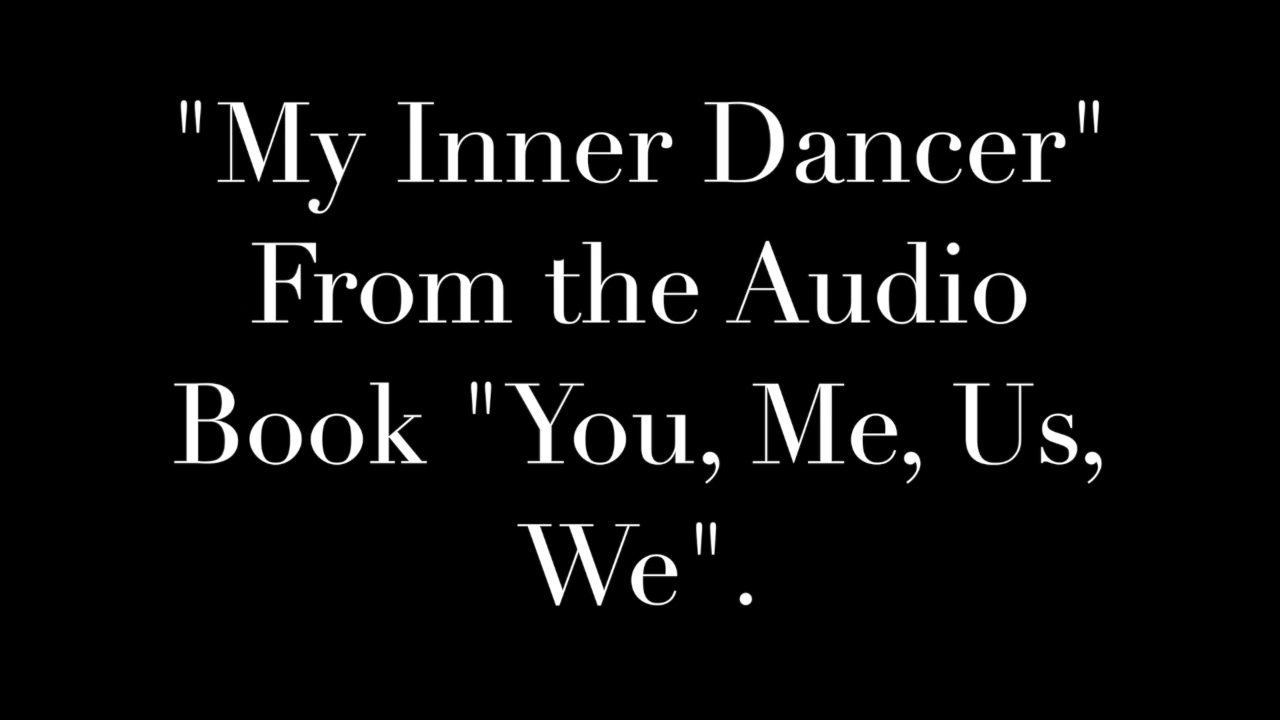 "My Inner Dancer"
From the Audio
Book "You, Me, Us,
We".